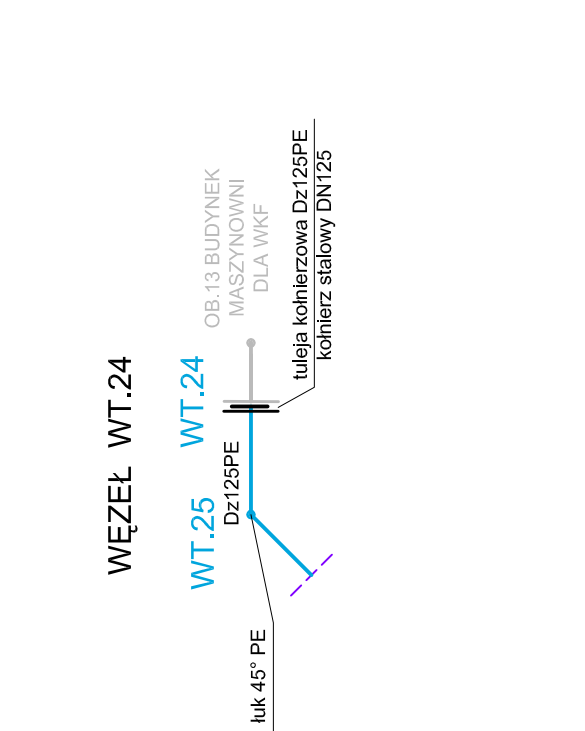 WĘZEŁ WT.24
WT.24
WT.25
OB.13 BUDYNEK
MASZYNOWNI
DLA WKF
Dz125PE
tuleja kołnierzowa Dz125PE
kołnierz stalowy DN125
łuk 45° PE